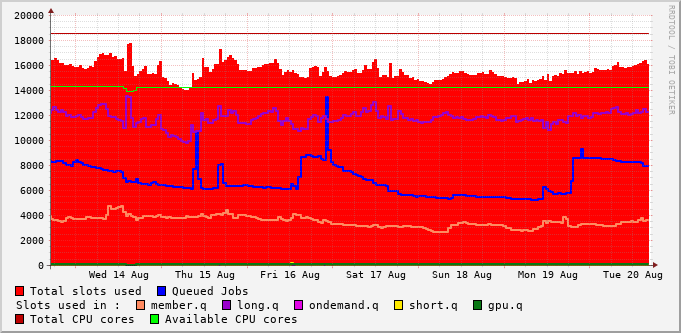 20000
18000
16000
14000
12000
10000
8000
6000
4000
2000
0
Wed 14 Aug Thu 15 Aug Fri 16 Aug Sat 17 Aug Sun 18 Aug Mon 19 Aug Tue 20 Aug
Total slots used Queued Jobs
Slots used in : member.q long.q ondemand.q short.q gpu.q
Total CPU cores Available CPU cores
RRDTOOL / TOBI OETIKER